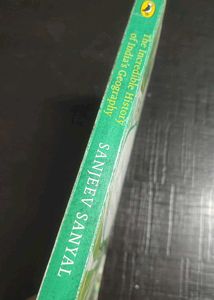 The Incredible History
of India's Geography
SANJEEV SANYAL